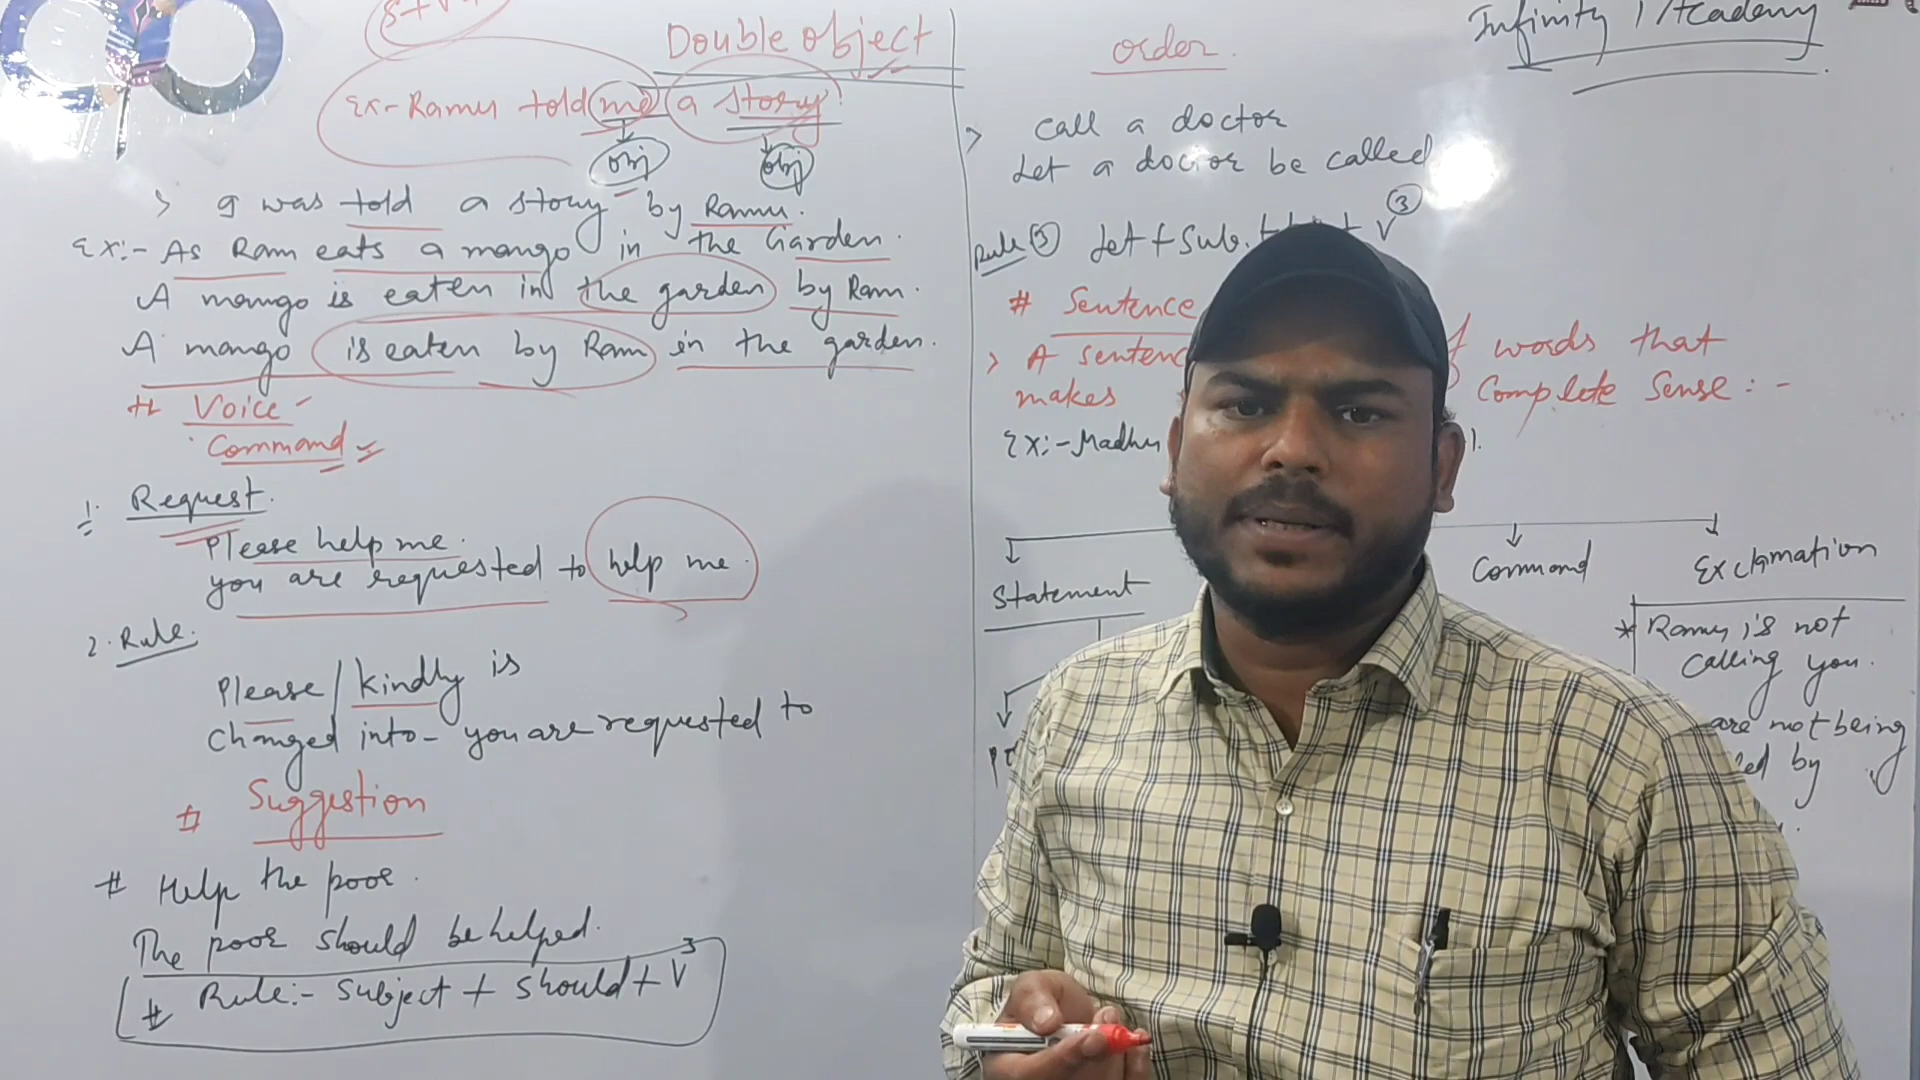 S + V +
Double object
Ex- Ramu told me a story.
obj obj
> I was told a story by Ramu.
Ex:- As Ram eats a mango in the Garden.
A mango is eaten in the garden by Ram.
A mango is eaten by Ram in the garden.
# Voice -
Command
1. Request.
Please help me.
you are requested to help me.
2. Rule.
Please / kindly is
changed into - you are requested to
# Suggestion
# Help the poor.
The poor should be helped.
# Rule:- subject + should + V3
Infinity Academy
order.
> Call a doctor
Let a doctor be called
Rule Let + Sub. + V3
# Sentence
> A sentence words that
makes Complete Sense : -
Ex:- Madhu
Statement Command Exclamation
* Ramu is not
calling you.
are not being
by